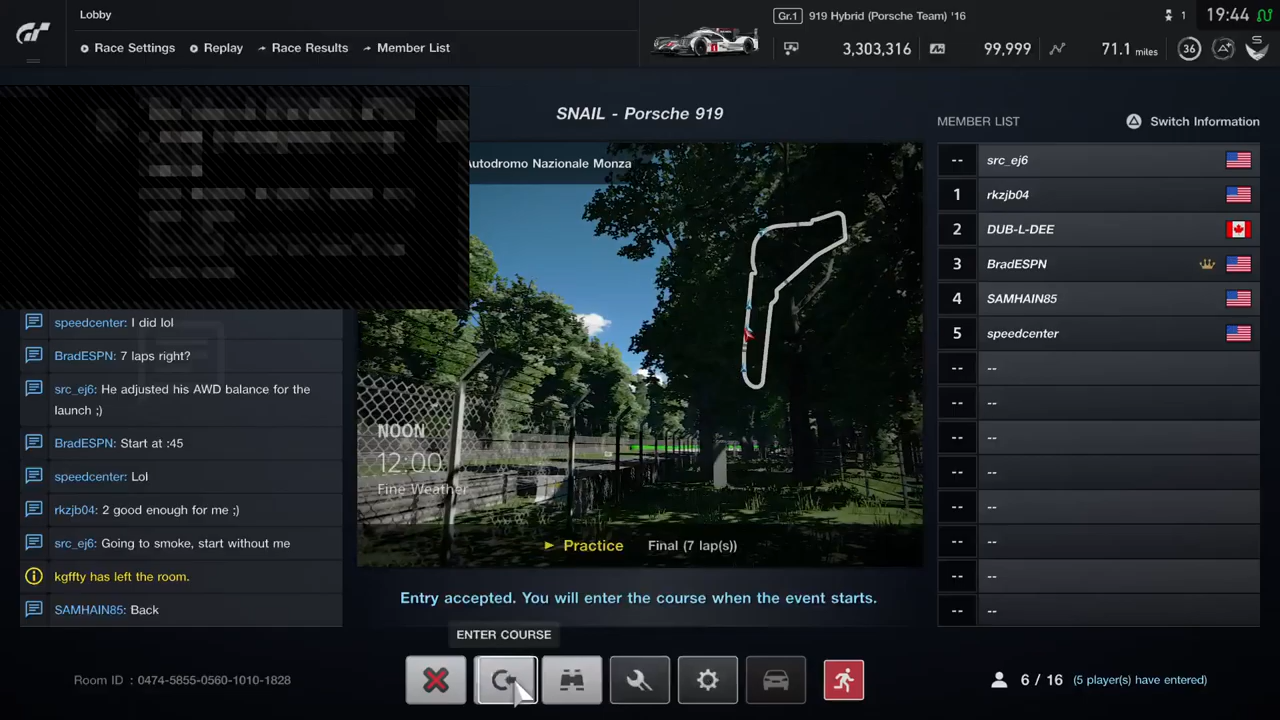 Lobby
Gr.1 919 Hybrid (Porsche Team) '16
1 19:44
Race Settings Replay Race Results Member List
3,303,316 99,999 71.1 miles 36 S
SNAIL - Porsche 919
MEMBER LIST Switch Information
Autodromo Nazionale Monza
-- src_ej6
1 rkzjb04
2 DUB-L-DEE
3 BradESPN
4 SAMHAIN85
5 speedcenter
-- --
-- --
-- --
-- --
-- --
-- --
-- --
-- --
speedcenter: I did lol
BradESPN: 7 laps right?
src_ej6: He adjusted his AWD balance for the
launch ;)
BradESPN: Start at :45
speedcenter: Lol
rkzjb04: 2 good enough for me ;)
src_ej6: Going to smoke, start without me
kgffty has left the room.
SAMHAIN85: Back
NOON
12:00
Fine Weather
Practice Final (7 lap(s))
Entry accepted. You will enter the course when the event starts.
ENTER COURSE
Room ID : 0474-5855-0560-1010-1828
6 / 16 (5 player(s) have entered)